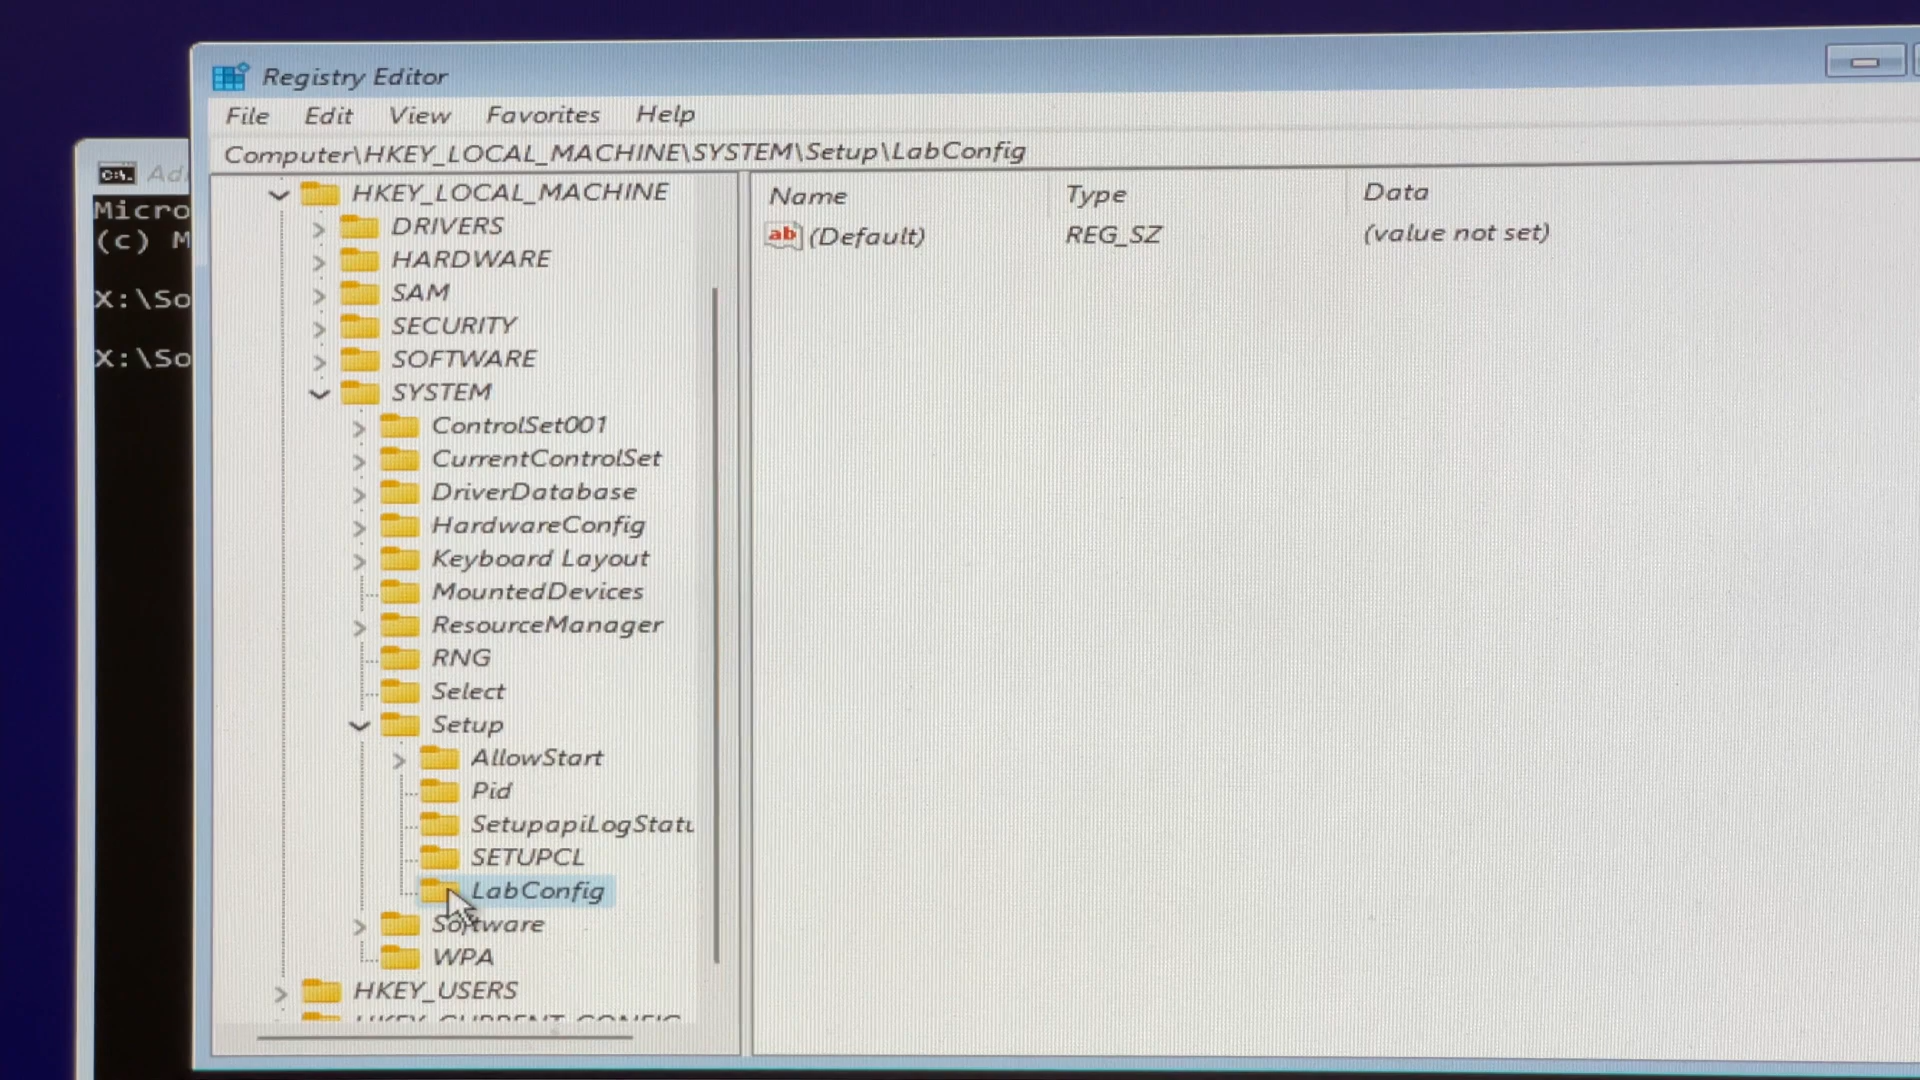 Registry Editor
File Edit View Favorites Help
Computer\HKEY_LOCAL_MACHINE\SYSTEM\Setup\LabConfig
Name Type Data
ab (Default) REG_SZ (value not set)
HKEY_LOCAL_MACHINE
DRIVERS
HARDWARE
SAM
SECURITY
SOFTWARE
SYSTEM
ControlSet001
CurrentControlSet
DriverDatabase
HardwareConfig
Keyboard Layout
MountedDevices
ResourceManager
RNG
Select
Setup
AllowStart
Pid
SetupapiLogStatu
SETUPCL
LabConfig
Software
WPA
HKEY_USERS
HKEY_CURRENT_CONFIG
C:\. Ad
Micro
(c) M
X:\So
X:\So